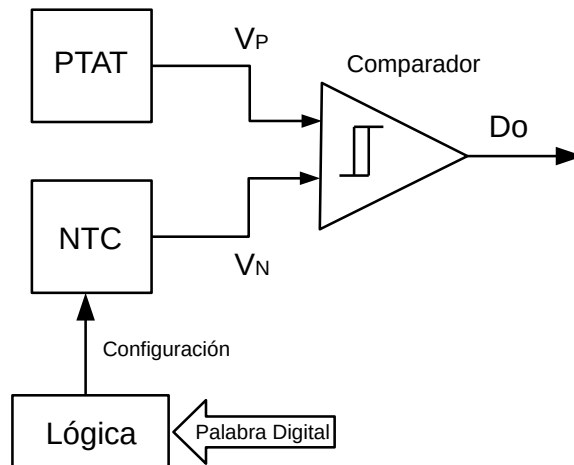 PTAT
VP
Comparador
Do
NTC
VN
Configuración
Lógica
Palabra Digital